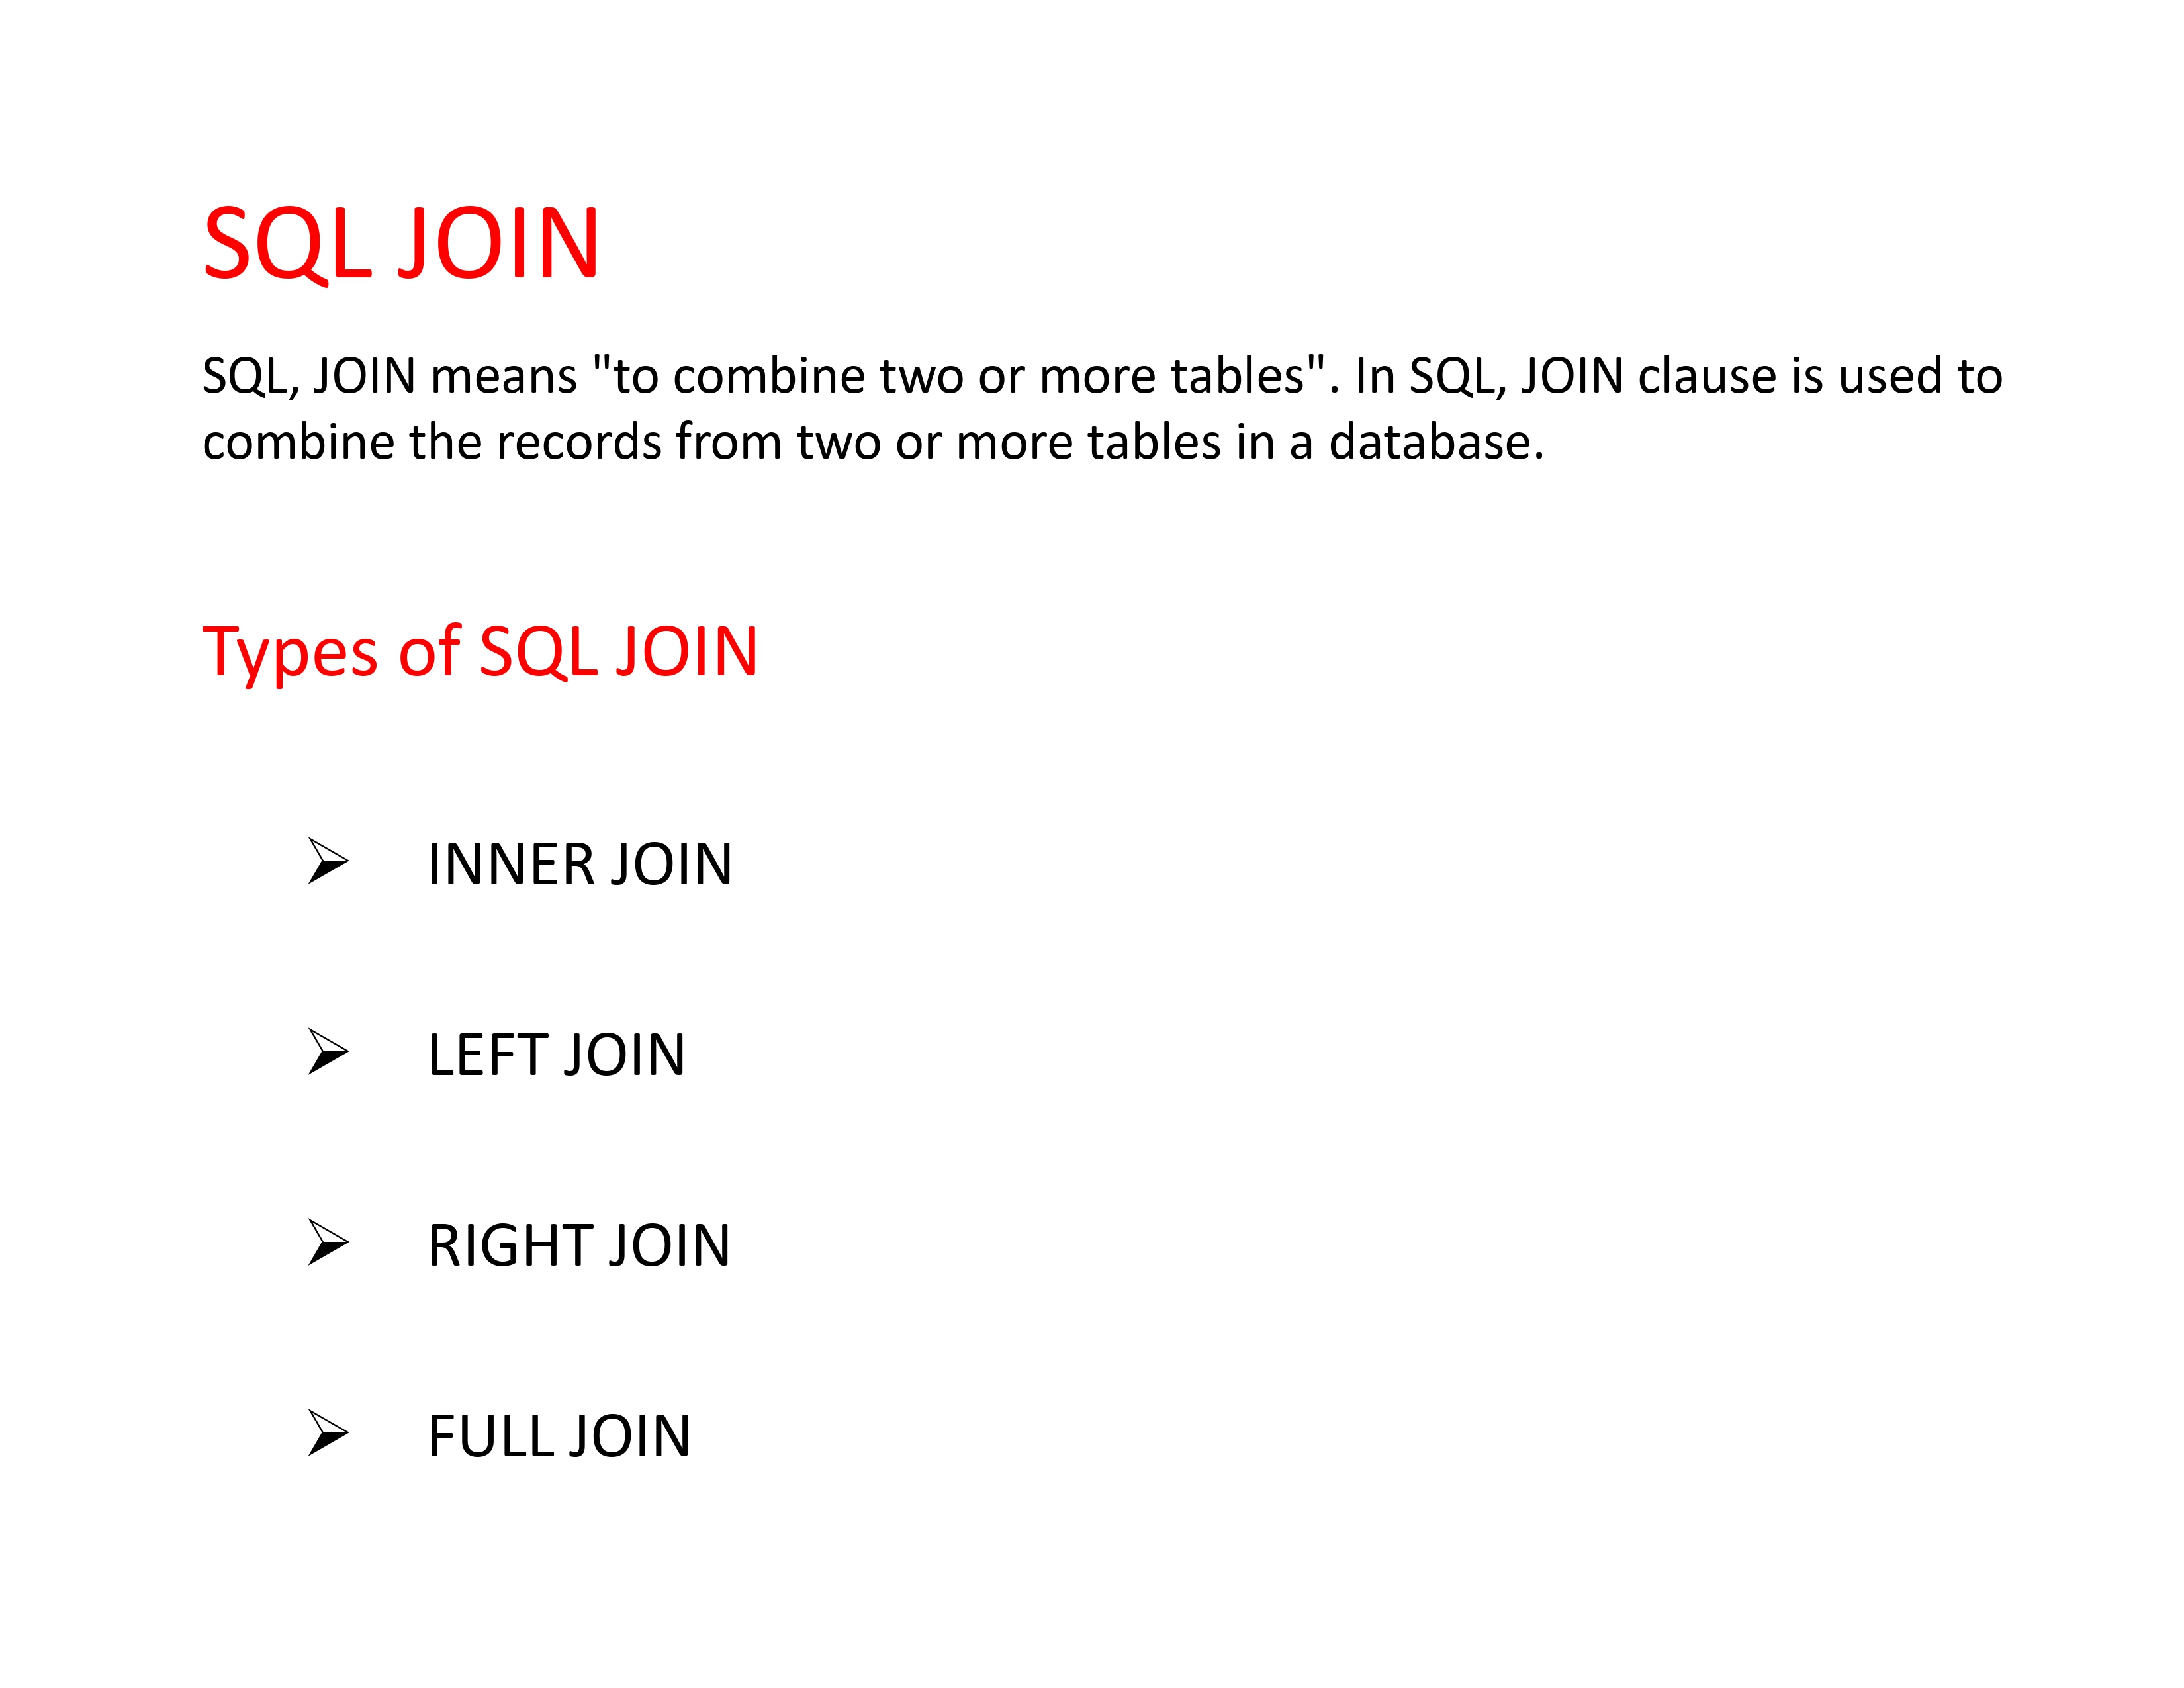 SQL JOIN
SQL, JOIN means "to combine two or more tables". In SQL, JOIN clause is used to
combine the records from two or more tables in a database.
Types of SQL JOIN
INNER JOIN
LEFT JOIN
RIGHT JOIN
FULL JOIN